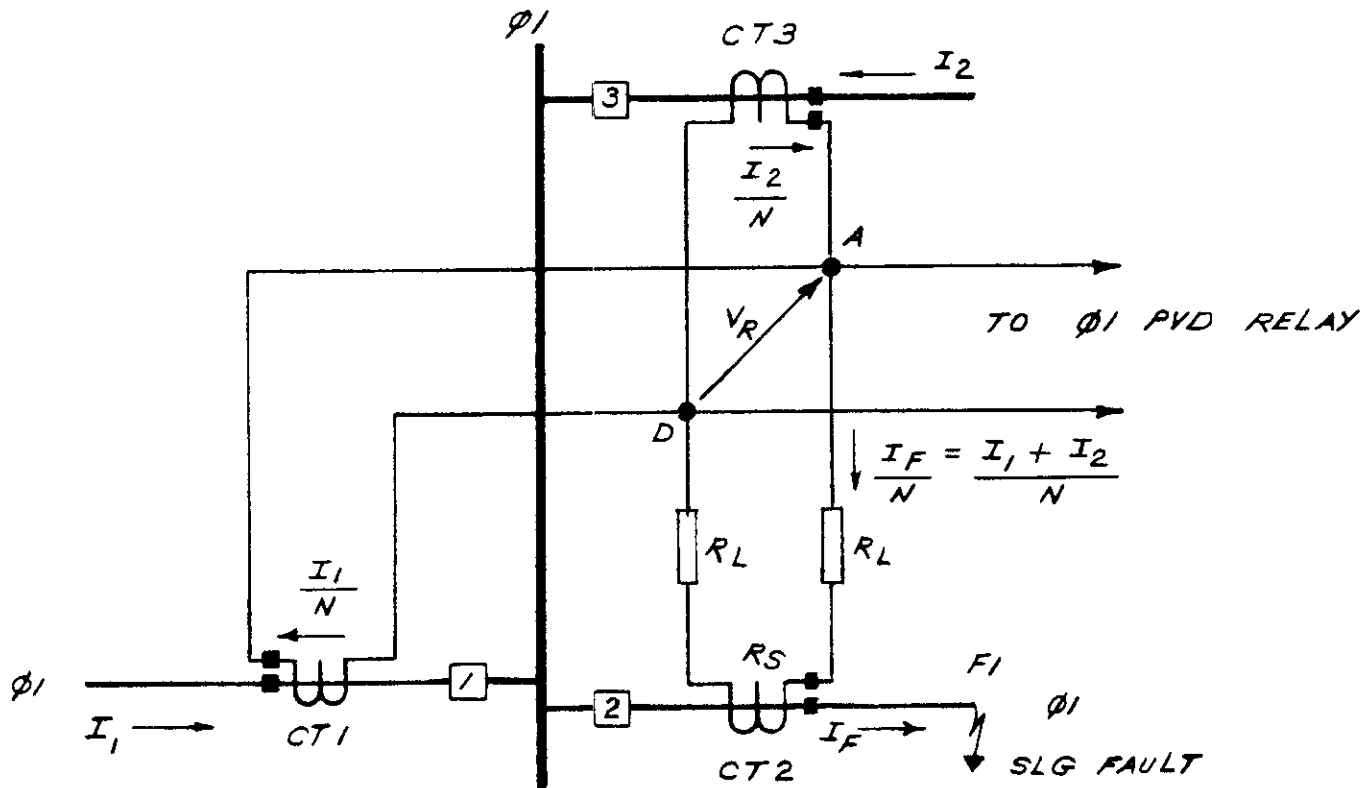 φ1
CT3
3
I2
I2
N
A
VR
TO φ1 PVD RELAY
D
IF = I1 + I2
N N
RL
RL
I1
N
RS
F1
φ1
1
2
φ1
I1
CT1
IF
CT2
SLG FAULT